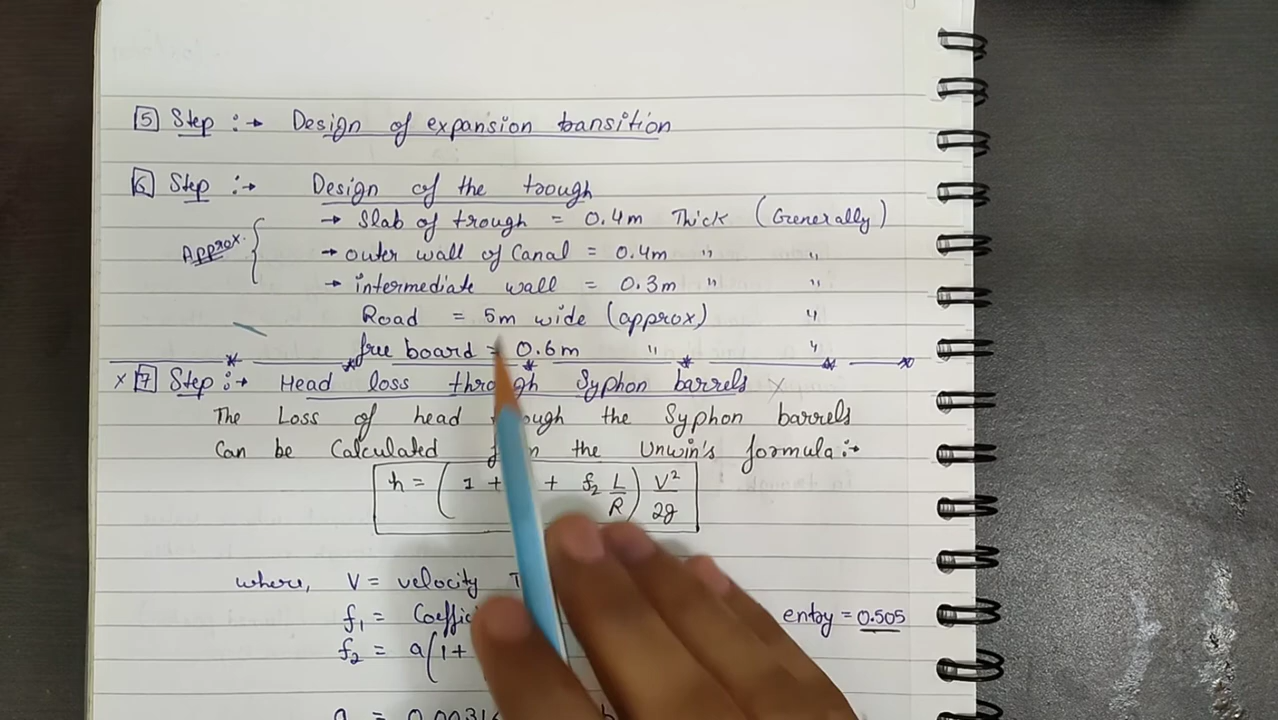 5 Step :→ Design of expansion transition
6 Step :→ Design of the trough
→ Slab of trough = 0.4m Thick (Generally)
Approx. { → outer wall of Canal = 0.4m " "
→ intermediate wall = 0.3m " "
Road = 5m wide (approx) "
free board = 0.6m " "
x 7 Step :→ Head loss through Syphon barrels x
The Loss of head through the Syphon barrels
Can be Calculated from the Unwin's formula :→
h = ( 1 + + f₂ L/R ) V²/2g
where, V = velocity
f₁ = entry = 0.505
f₂ = a(1+